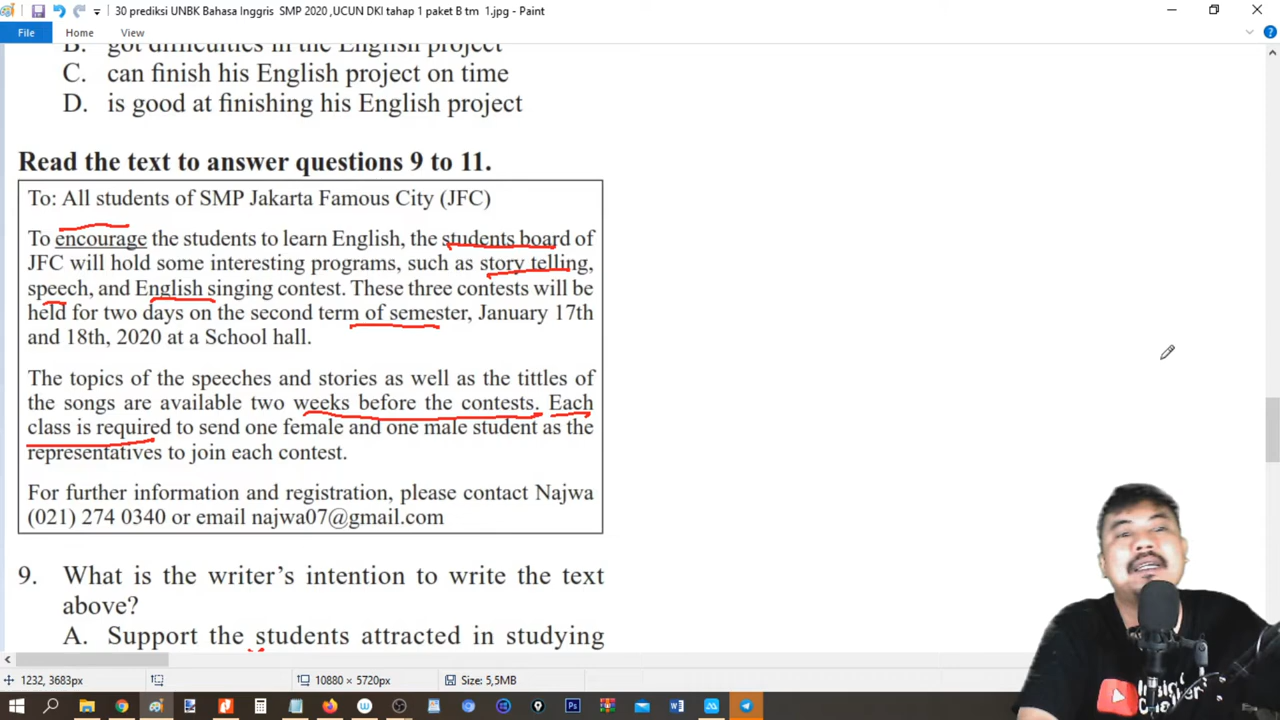 30 prediksi UNBK Bahasa Inggris SMP 2020 ,UCUN DKI tahap 1 paket B tm 1.jpg - Paint
File Home View
B. got difficulties in the English project
C. can finish his English project on time
D. is good at finishing his English project
Read the text to answer questions 9 to 11.
To: All students of SMP Jakarta Famous City (JFC)
To encourage the students to learn English, the students board of
JFC will hold some interesting programs, such as story telling,
speech, and English singing contest. These three contests will be
held for two days on the second term of semester, January 17th
and 18th, 2020 at a School hall.
The topics of the speeches and stories as well as the tittles of
the songs are available two weeks before the contests. Each
class is required to send one female and one male student as the
representatives to join each contest.
For further information and registration, please contact Najwa
(021) 274 0340 or email najwa07@gmail.com
9. What is the writer's intention to write the text
above?
A. Support the students attracted in studying
1232, 3683px 10880 × 5720px Size: 5,5MB